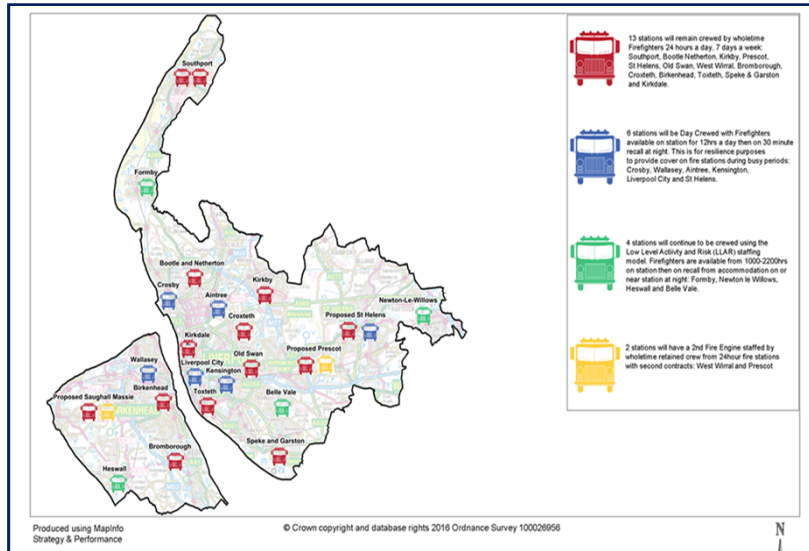 Southport
Formby
Bootle and Netherton
Crosby
Aintree
Kirkby
Croxteth
Newton-Le-Willows
Proposed St Helens
Kirkdale
Liverpool City
Old Swan
Proposed Prescot
Kensington
Toxteth
Belle Vale
Wallasey
Birkenhead
Proposed Saughall Massie
Bromborough
Speke and Garston
Heswall
13 stations will remain crewed by wholetime
Firefighters 24 hours a day, 7 days a week:
Southport, Bootle Netherton, Kirkby, Prescot,
St Helens, Old Swan, West Wirral, Bromborough,
Croxteth, Birkenhead, Toxteth, Speke & Garston
and Kirkdale.
6 stations will be Day Crewed with Firefighters
available on station for 12hrs a day then on 30 minute
recall at night. This is for resilience purposes
to provide cover on fire stations during busy periods:
Crosby, Wallasey, Aintree, Kensington,
Liverpool City and St Helens.
4 stations will continue to be crewed using the
Low Level Activity and Risk (LLAR) staffing
model. Firefighters are available from 1000-2200hrs
on station then on recall from accommodation on or
near station at night: Formby, Newton le Willows,
Heswall and Belle Vale.
2 stations will have a 2nd Fire Engine staffed by
wholetime retained crew from 24hour fire stations
with second contracts: West Wirral and Prescot
Produced using MapInfo
Strategy & Performance
© Crown copyright and database rights 2016 Ordnance Survey 100026956
N